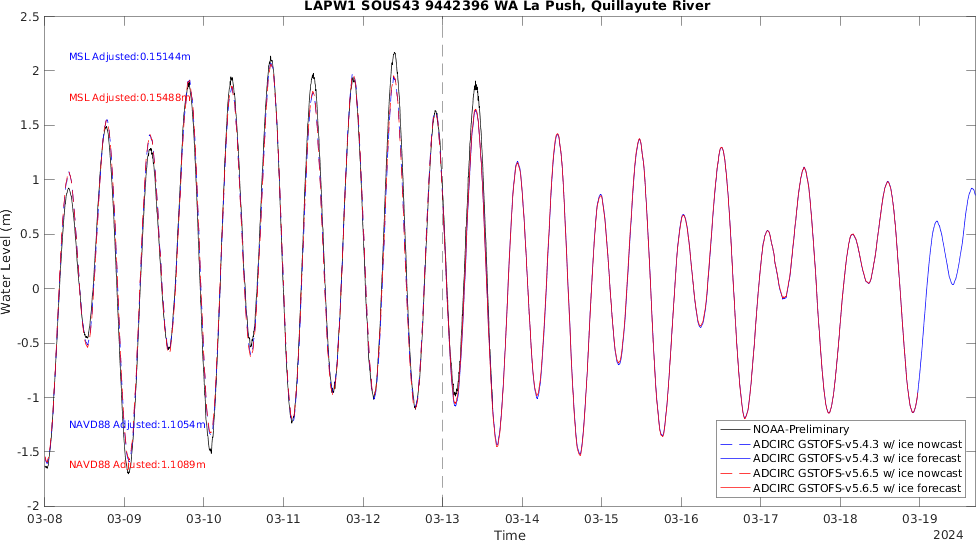 LAPW1 SOUS43 9442396 WA La Push, Quillayute River
2.5
2
1.5
1
0.5
0
-0.5
-1
-1.5
-2
Water Level (m)
MSL Adjusted:0.15144m
MSL Adjusted:0.15488m
NAVD88 Adjusted:1.1054m
NAVD88 Adjusted:1.1089m
NOAA-Preliminary
ADCIRC GSTOFS-v5.4.3 w/ ice nowcast
ADCIRC GSTOFS-v5.4.3 w/ ice forecast
ADCIRC GSTOFS-v5.6.5 w/ ice nowcast
ADCIRC GSTOFS-v5.6.5 w/ ice forecast
03-08 03-09 03-10 03-11 03-12 03-13 03-14 03-15 03-16 03-17 03-18 03-19
Time
2024